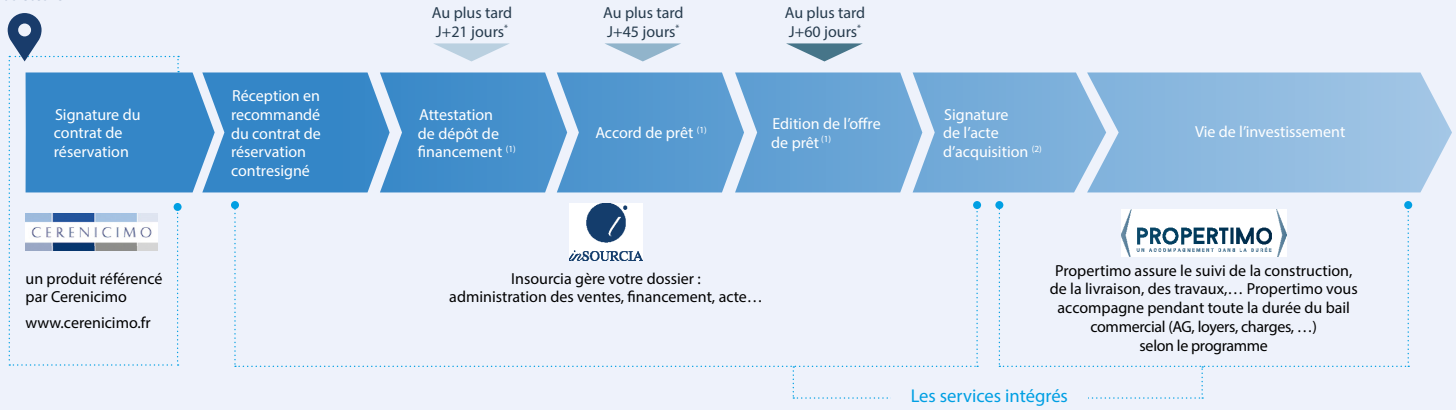 Au plus tard
J+21 jours*
Au plus tard
J+45 jours*
Au plus tard
J+60 jours*
Signature du
contrat de
réservation
Réception en
recommandé
du contrat de
réservation
contresigné
Attestation
de dépôt de
financement (1)
Accord de prêt (1)
Edition de l'offre
de prêt (1)
Signature
de l'acte
d'acquisition (2)
Vie de l'investissement
CERENICIMO
un produit référencé
par Cerenicimo
www.cerenicimo.fr
inSOURCIA
Insourcia gère votre dossier :
administration des ventes, financement, acte…
PROPERTIMO
UN ACCOMPAGNEMENT DANS LA DURÉE
Propertimo assure le suivi de la construction,
de la livraison, des travaux,… Propertimo vous
accompagne pendant toute la durée du bail
commercial (AG, loyers, charges, …)
selon le programme
Les services intégrés